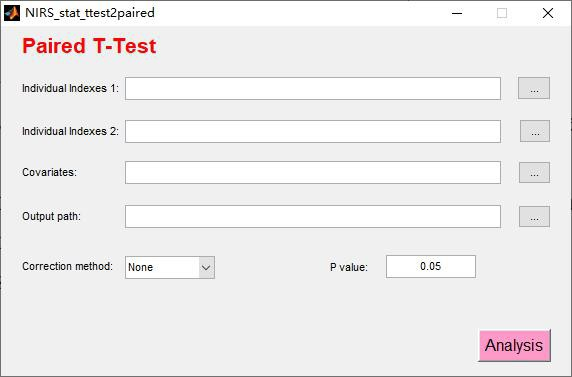 NIRS_stat_ttest2paired
Paired T-Test
Individual Indexes 1:
...
Individual Indexes 2:
...
Covariates:
...
Output path:
...
Correction method: None P value: 0.05
Analysis